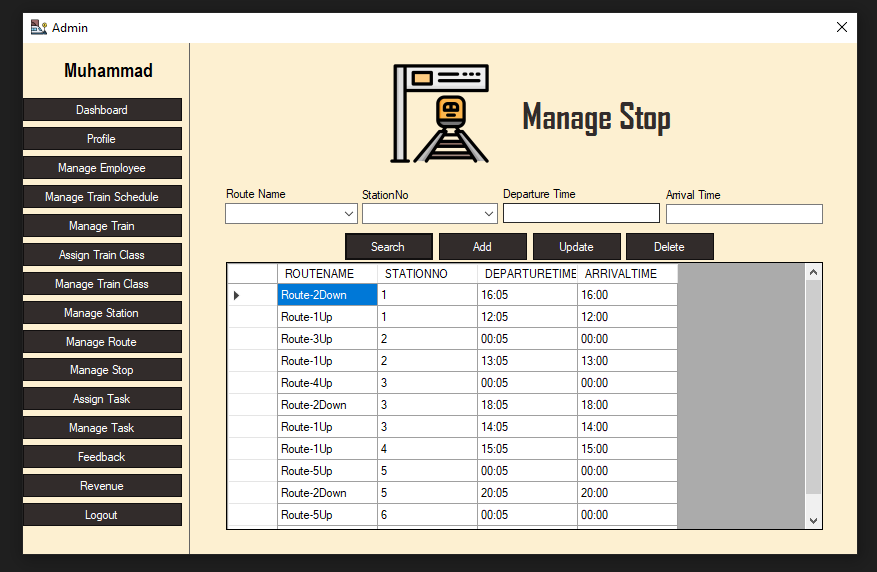 Admin
Muhammad
Dashboard
Profile
Manage Employee
Manage Train Schedule
Manage Train
Assign Train Class
Manage Train Class
Manage Station
Manage Route
Manage Stop
Assign Task
Manage Task
Feedback
Revenue
Logout
Manage Stop
Route Name StationNo Departure Time Arrival Time
Search Add Update Delete
ROUTENAME STATIONNO DEPARTURETIME ARRIVALTIME
Route-2Down 1 16:05 16:00
Route-1Up 1 12:05 12:00
Route-3Up 2 00:05 00:00
Route-1Up 2 13:05 13:00
Route-4Up 3 00:05 00:00
Route-2Down 3 18:05 18:00
Route-1Up 3 14:05 14:00
Route-1Up 4 15:05 15:00
Route-5Up 5 00:05 00:00
Route-2Down 5 20:05 20:00
Route-5Up 6 00:05 00:00